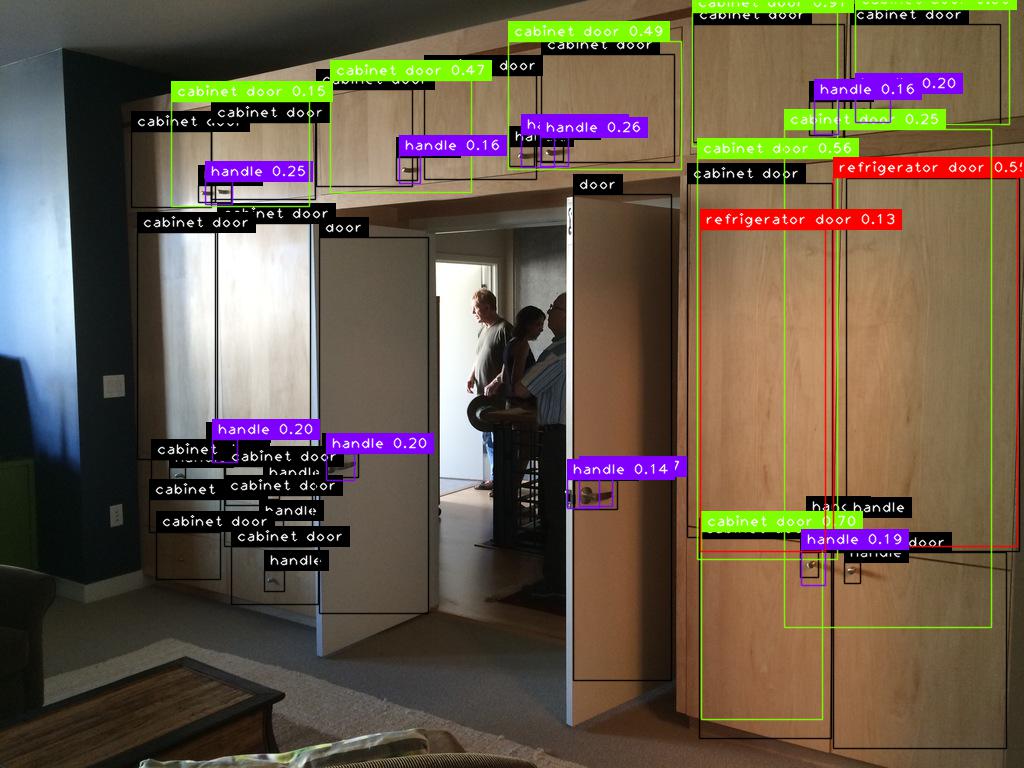 cabinet door 0.91
cabinet door
cabinet door
cabinet door 0.49
cabinet door
cabinet door 0.47
door
cabinet door
cabinet door 0.15
cabinet door
cabinet door
handle 0.16
0.20
cabinet door 0.25
handle 0.26
handle 0.16
cabinet door 0.56
refrigerator door 0.5
cabinet door
handle 0.25
door
cabinet door
cabinet door
door
refrigerator door 0.13
handle 0.20
handle 0.20
cabinet
cabinet door
handle 0.14
handle
cabinet
cabinet door
handle
handle
cabinet door
cabinet door 0.70
cabinet door
handle 0.19
door
handle
handle